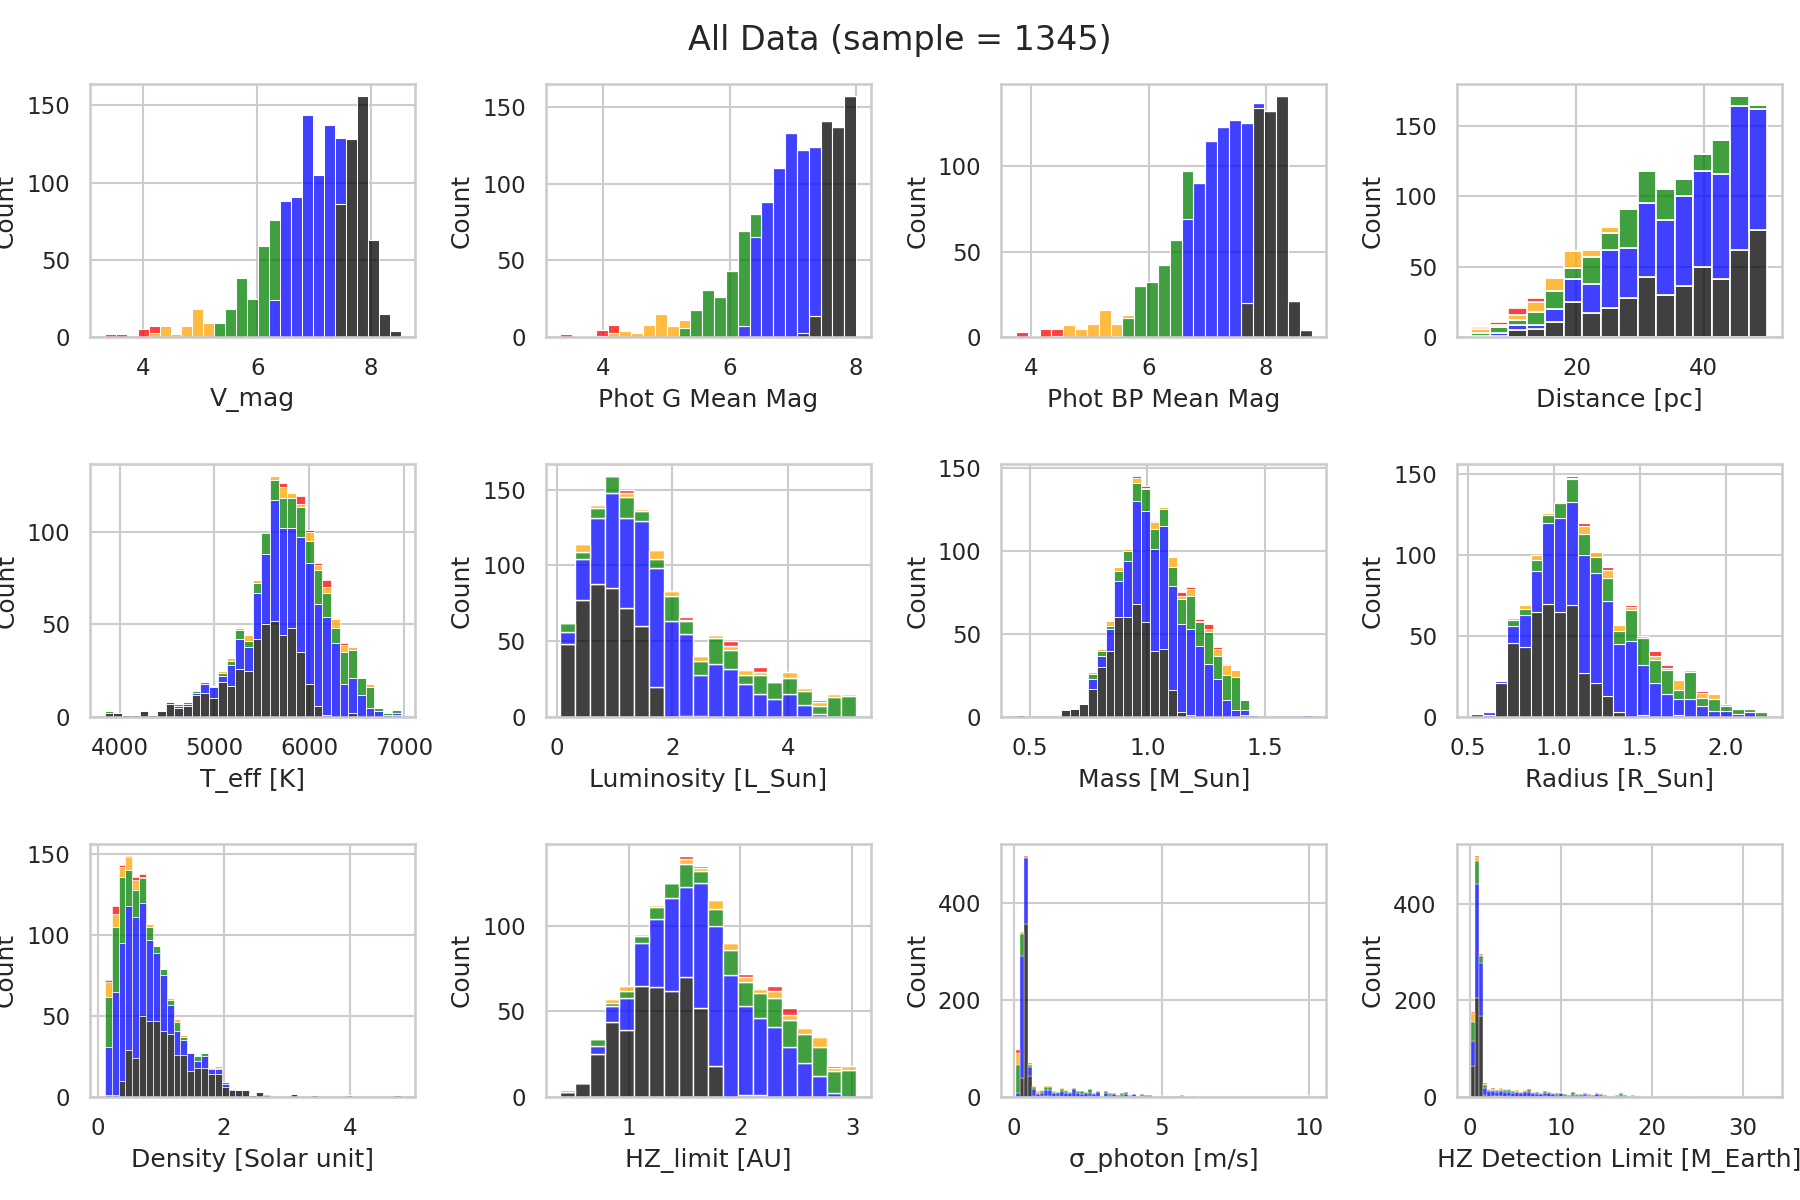 All Data (sample = 1345)
150
100
50
0
Count
4 6 8
V_mag
150
100
50
0
Count
4 6 8
Phot G Mean Mag
100
50
0
Count
4 6 8
Phot BP Mean Mag
150
100
50
0
Count
20 40
Distance [pc]
100
50
0
Count
4000 5000 6000 7000
T_eff [K]
150
100
50
0
Count
0 2 4
Luminosity [L_Sun]
150
100
50
0
Count
0.5 1.0 1.5
Mass [M_Sun]
150
100
50
0
Count
0.5 1.0 1.5 2.0
Radius [R_Sun]
150
100
50
0
Count
0 2 4
Density [Solar unit]
100
50
0
Count
1 2 3
HZ_limit [AU]
400
200
0
Count
0 5 10
σ_photon [m/s]
400
200
0
Count
0 10 20 30
HZ Detection Limit [M_Earth]